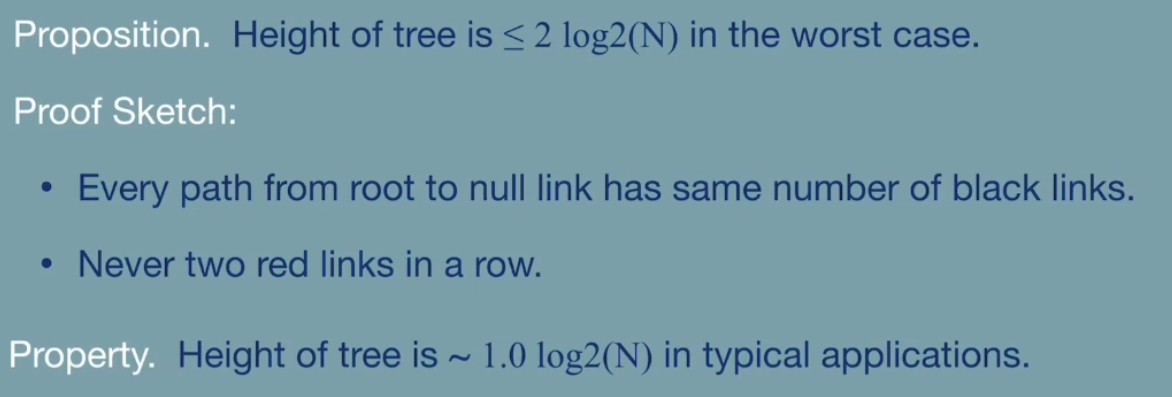 Proposition. Height of tree is ≤ 2 log2(N) in the worst case.
Proof Sketch:
• Every path from root to null link has same number of black links.
• Never two red links in a row.
Property. Height of tree is ~ 1.0 log2(N) in typical applications.